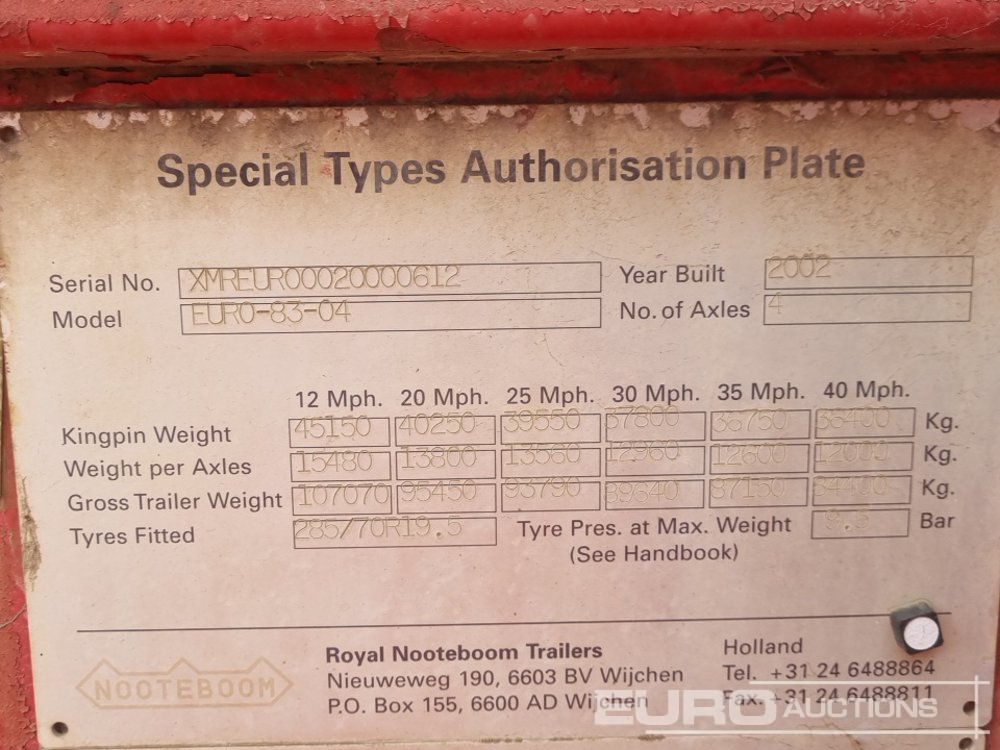 Special Types Authorisation Plate
Serial No. XMREUR00020000612 Year Built 2002
Model EURO-83-04 No. of Axles 4
12 Mph. 20 Mph. 25 Mph. 30 Mph. 35 Mph. 40 Mph.
Kingpin Weight 45150 40250 39550 37800 36750 36400 Kg.
Weight per Axles 15480 13800 13560 12960 12600 12000 Kg.
Gross Trailer Weight 107070 95450 93790 89640 87150 84400 Kg.
Tyres Fitted 285/70R19.5 Tyre Pres. at Max. Weight 9.5 Bar
(See Handbook)
NOOTEBOOM
Royal Nooteboom Trailers Holland
Nieuweweg 190, 6603 BV Wijchen Tel. +31 24 6488864
P.O. Box 155, 6600 AD Wijchen Fax. +31 24 6488811
EURO AUCTIONS